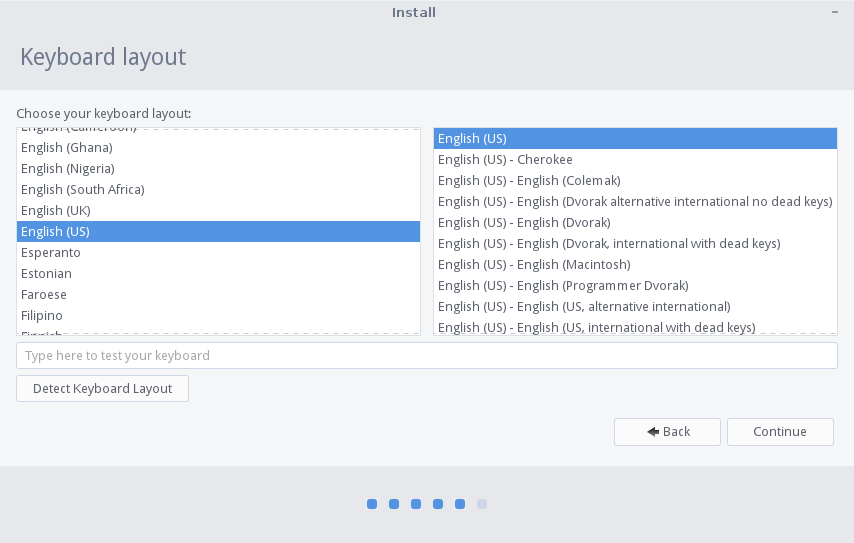 Install
Keyboard layout
Choose your keyboard layout:
English (Cameroon)
English (Ghana)
English (Nigeria)
English (South Africa)
English (UK)
English (US)
Esperanto
Estonian
Faroese
Filipino
Finnish
English (US)
English (US) - Cherokee
English (US) - English (Colemak)
English (US) - English (Dvorak alternative international no dead keys)
English (US) - English (Dvorak)
English (US) - English (Dvorak, international with dead keys)
English (US) - English (Macintosh)
English (US) - English (Programmer Dvorak)
English (US) - English (US, alternative international)
English (US) - English (US, international with dead keys)
Type here to test your keyboard
Detect Keyboard Layout
Back
Continue